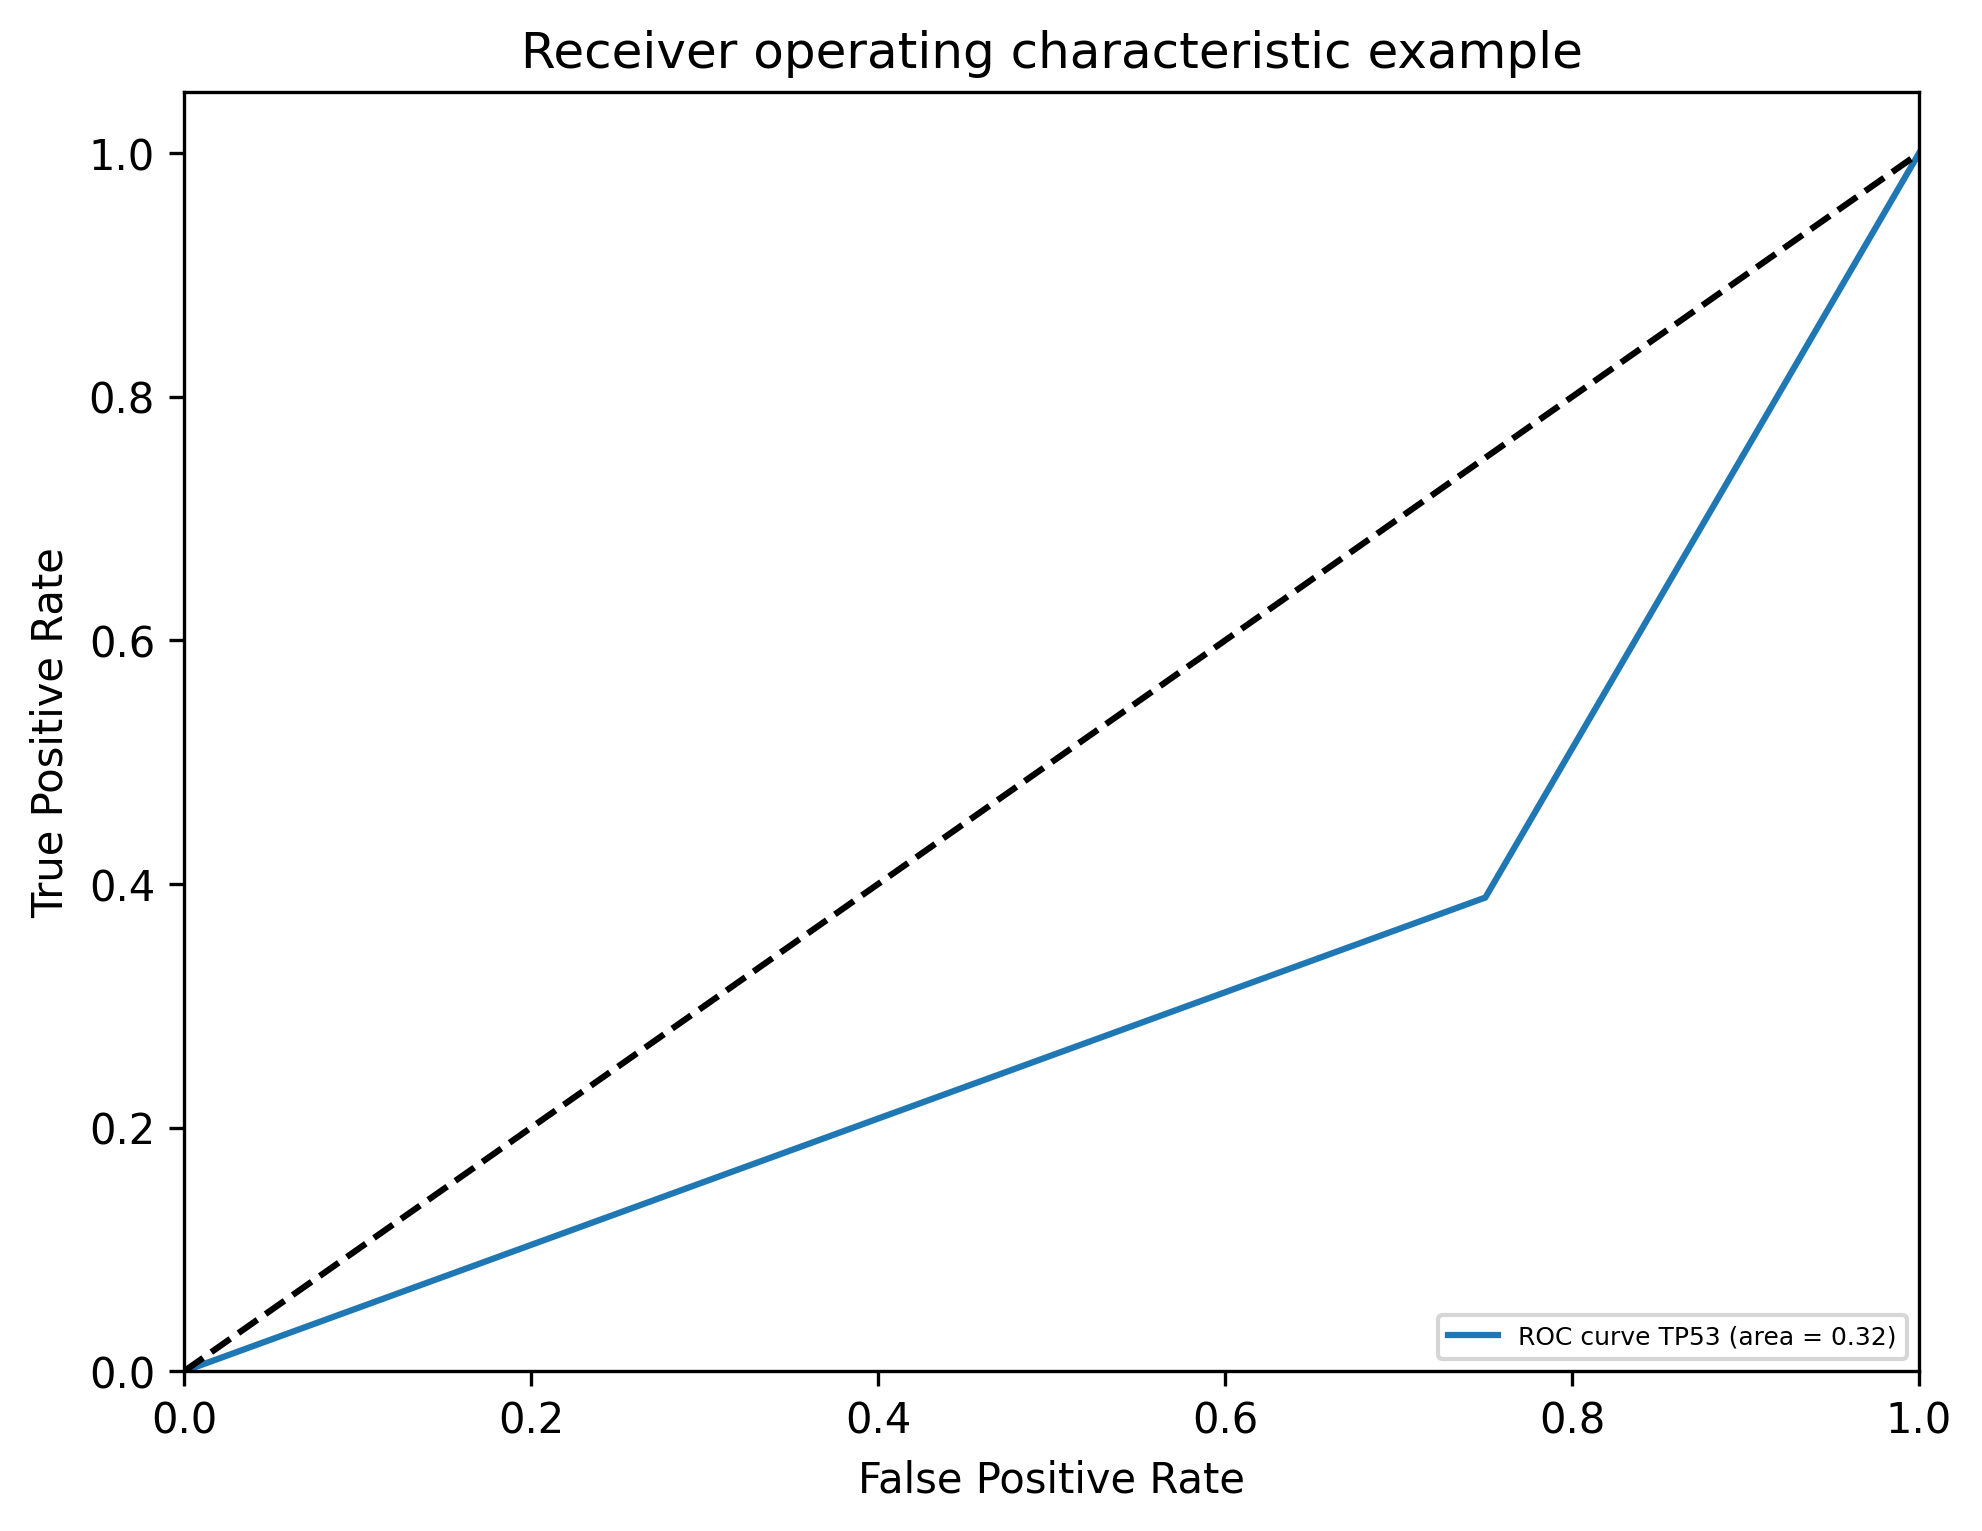 Receiver operating characteristic example
1.0
0.8
0.6
0.4
0.2
0.0
True Positive Rate
ROC curve TP53 (area = 0.32)
0.0 0.2 0.4 0.6 0.8 1.0
False Positive Rate